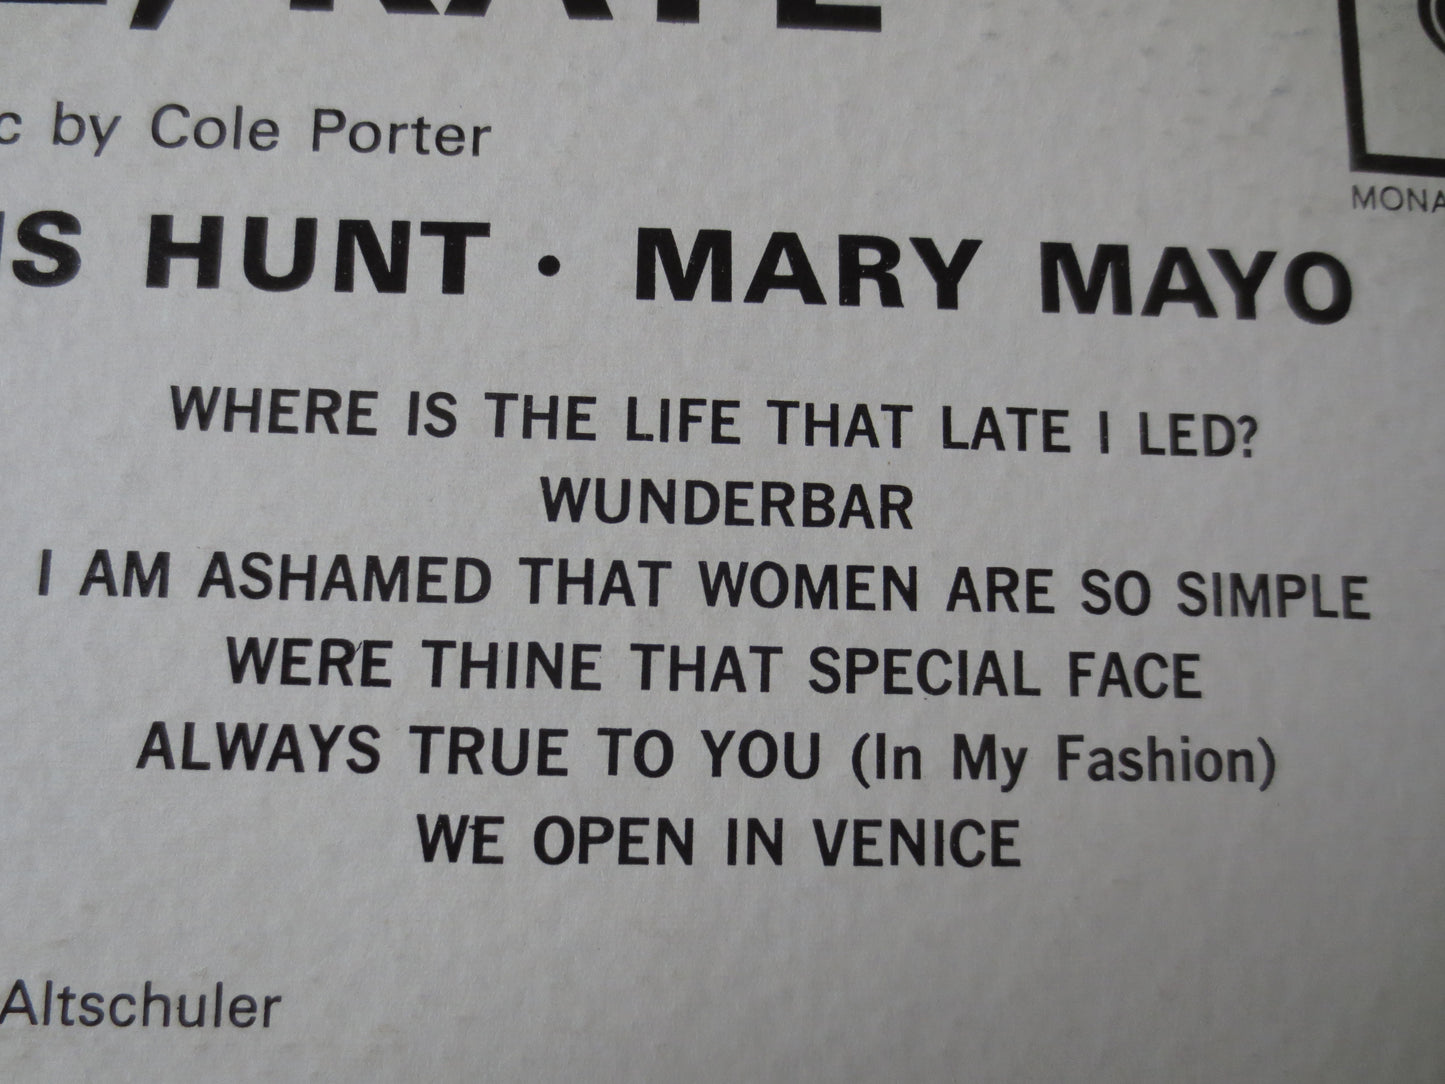 KATE
c by Cole Porter
IS HUNT · MARY MAYO
MONA
WHERE IS THE LIFE THAT LATE I LED?
WUNDERBAR
I AM ASHAMED THAT WOMEN ARE SO SIMPLE
WERE THINE THAT SPECIAL FACE
ALWAYS TRUE TO YOU (In My Fashion)
WE OPEN IN VENICE
Altschuler